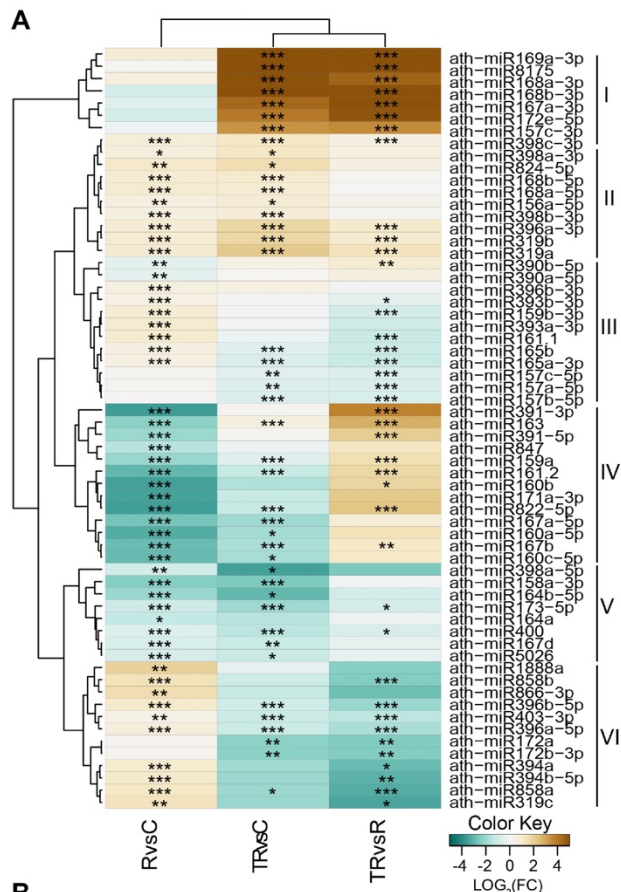 A
*** *** ath-miR169a-3p
*** *** ath-miR8175
*** *** ath-miR168a-3p
*** *** ath-miR168b-3p
I
*** *** ath-miR167a-3p
*** *** ath-miR172e-5p
*** *** ath-miR157c-3p
*** *** *** ath-miR398c-3p
* * ath-miR398a-3p
** * ath-miR824-5p
*** *** ath-miR168b-5p
*** *** ath-miR168a-5p
II
** * ath-miR156a-5p
*** *** ath-miR398b-3p
*** *** *** ath-miR396a-3p
*** *** *** ath-miR319b
*** *** *** ath-miR319a
** ** ath-miR390b-5p
** ath-miR390a-5p
*** ath-miR396b-3p
*** * ath-miR393b-3p
*** *** ath-miR159b-3p
III
*** ath-miR393a-3p
*** *** ath-miR161.1
*** *** *** ath-miR165b
*** *** *** ath-miR165a-3p
** *** ath-miR157c-5p
** *** ath-miR157a-5p
*** *** ath-miR157b-5p
*** *** ath-miR391-3p
*** *** *** ath-miR163
*** *** ath-miR391-5p
*** ath-miR847
*** *** *** ath-miR159a
*** *** *** ath-miR161.2
IV
*** * ath-miR160b
*** ath-miR171a-3p
*** *** *** ath-miR822-5p
*** *** ath-miR167a-5p
*** * ath-miR160a-5p
*** *** ** ath-miR167b
*** * ath-miR160c-5p
** * ath-miR398a-5p
*** *** ath-miR158a-3p
*** * ath-miR164b-5p
*** *** * ath-miR173-5p
V
* ath-miR164a
*** *** * ath-miR400
*** ** ath-miR167d
*** * ath-miR5026
** ath-miR1888a
*** *** ath-miR858b
** ath-miR866-3p
*** *** *** ath-miR396b-5p
** *** *** ath-miR403-3p
*** *** *** ath-miR396a-5p
VI
** ** ath-miR172a
** ** ath-miR172b-3p
*** * ath-miR394a
*** ** ath-miR394b-5p
*** * *** ath-miR858a
** * ath-miR319c
RvsC TRvsC TRvsR
Color Key
-4 -2 0 2 4
LOG2(FC)
B